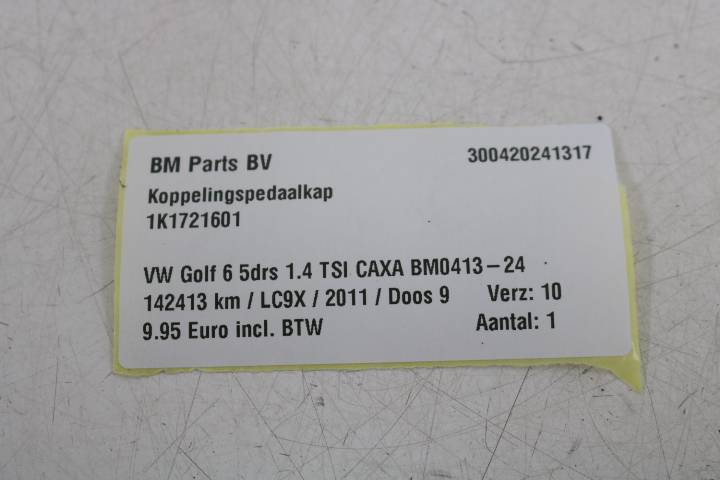 BM Parts BV 300420241317
Koppelingspedaalkap
1K1721601
VW Golf 6 5drs 1.4 TSI CAXA BM0413-24
142413 km / LC9X / 2011 / Doos 9 Verz: 10
9.95 Euro incl. BTW Aantal: 1